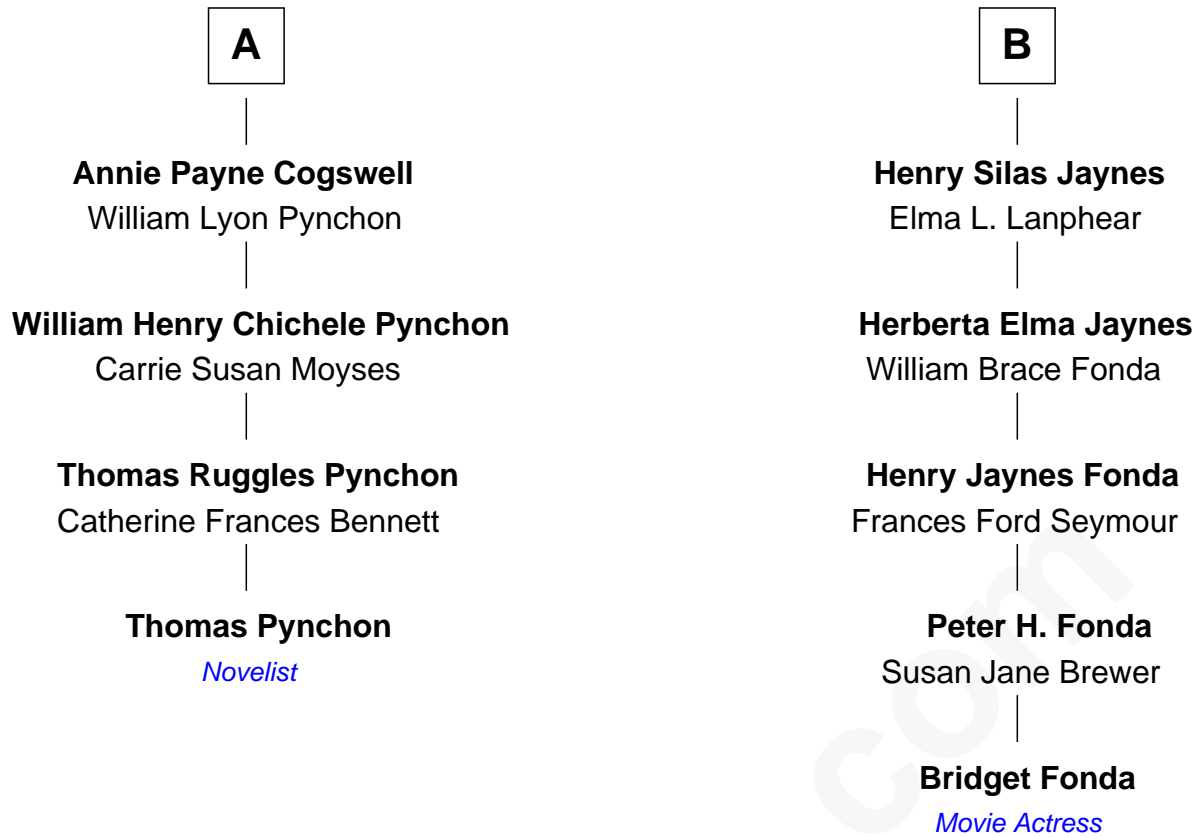 A
Annie Payne Cogswell
William Lyon Pynchon
William Henry Chichele Pynchon
Carrie Susan Moyses
Thomas Ruggles Pynchon
Catherine Frances Bennett
Thomas Pynchon
Novelist
B
Henry Silas Jaynes
Elma L. Lanphear
Herberta Elma Jaynes
William Brace Fonda
Henry Jaynes Fonda
Frances Ford Seymour
Peter H. Fonda
Susan Jane Brewer
Bridget Fonda
Movie Actress
com